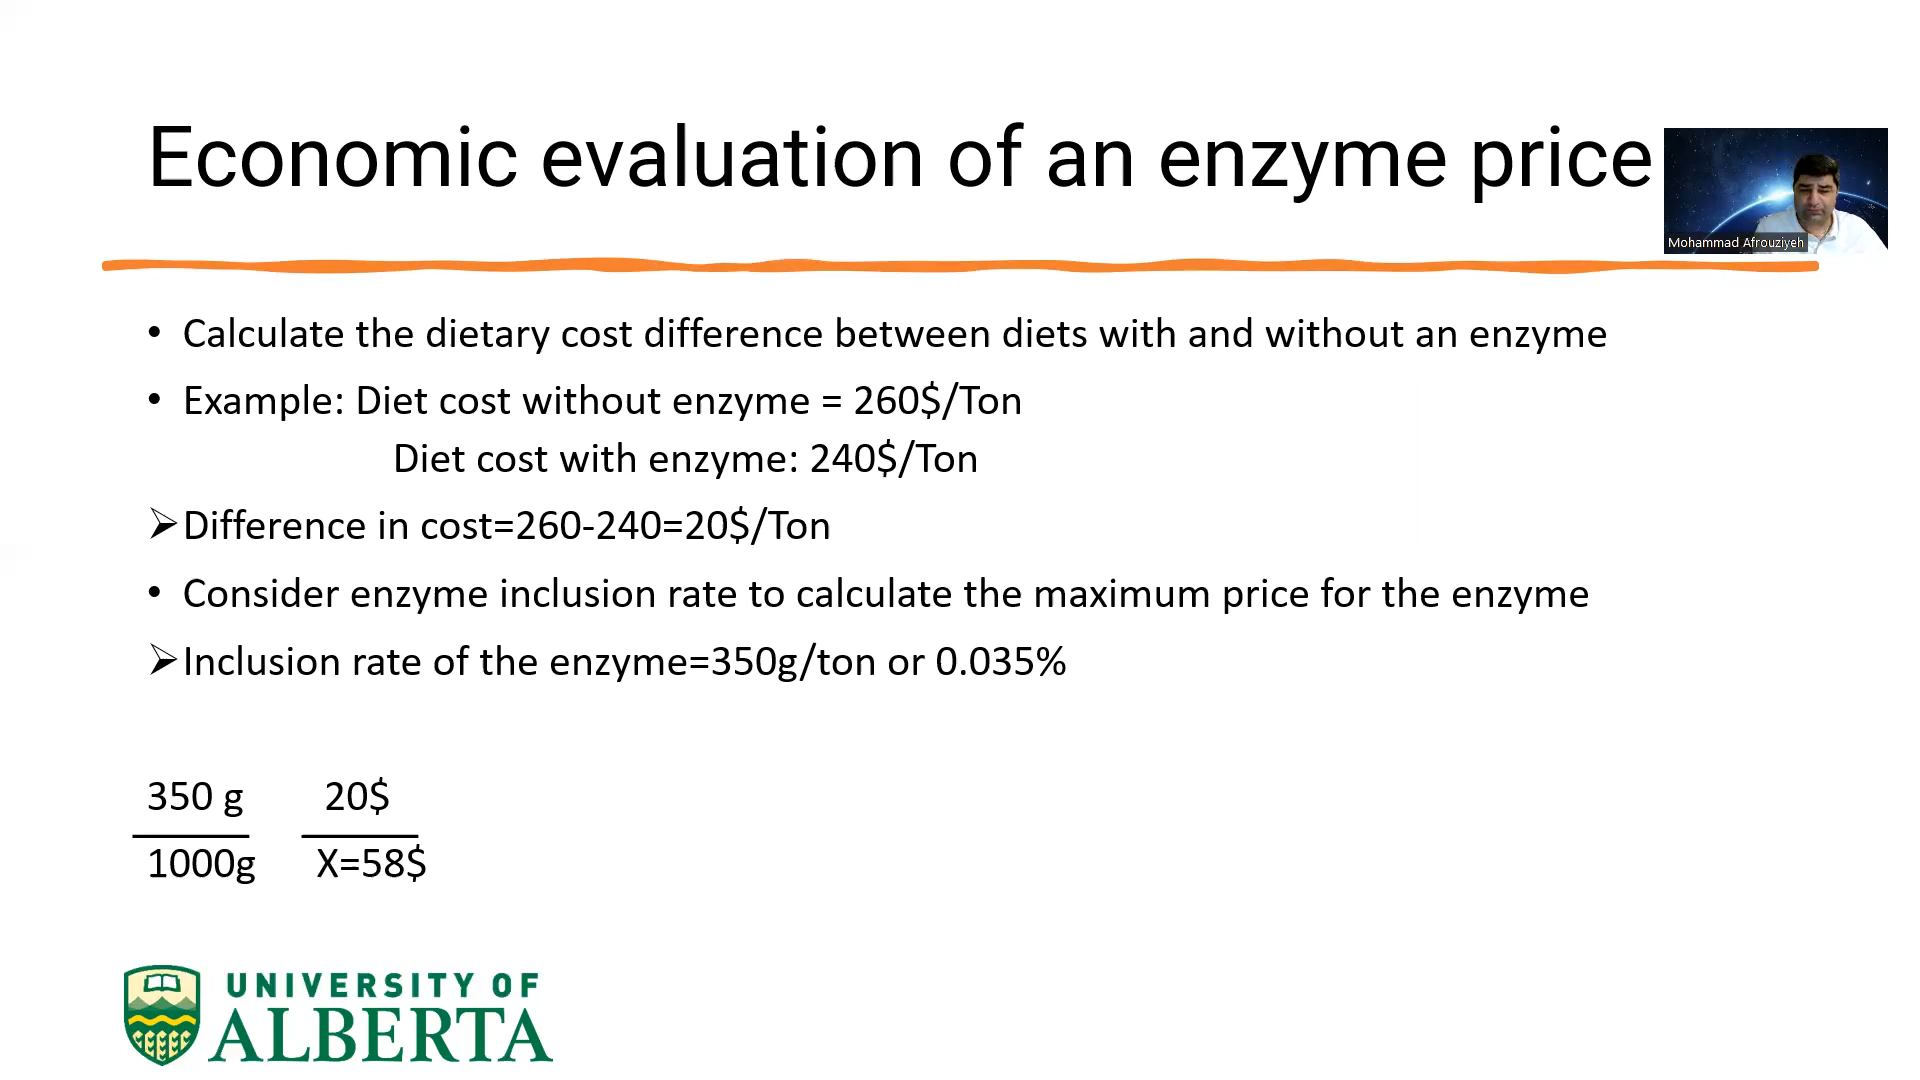 Economic evaluation of an enzyme price
Mohammad Afrouziyeh
• Calculate the dietary cost difference between diets with and without an enzyme
• Example: Diet cost without enzyme = 260$/Ton
Diet cost with enzyme: 240$/Ton
➢Difference in cost=260-240=20$/Ton
• Consider enzyme inclusion rate to calculate the maximum price for the enzyme
➢Inclusion rate of the enzyme=350g/ton or 0.035%
350 g 20$
1000g X=58$
UNIVERSITY OF
ALBERTA